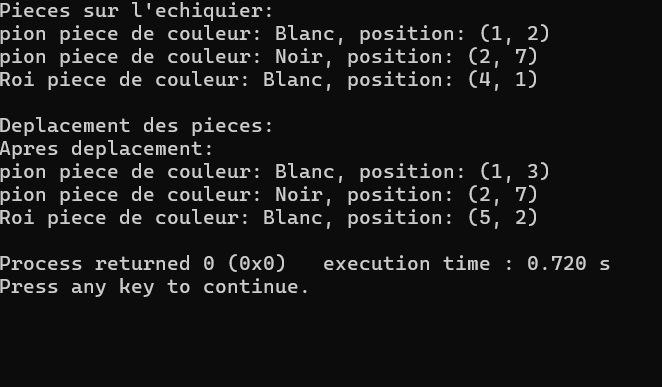 Pieces sur l'echiquier:
pion piece de couleur: Blanc, position: (1, 2)
pion piece de couleur: Noir, position: (2, 7)
Roi piece de couleur: Blanc, position: (4, 1)
Deplacement des pieces:
Apres deplacement:
pion piece de couleur: Blanc, position: (1, 3)
pion piece de couleur: Noir, position: (2, 7)
Roi piece de couleur: Blanc, position: (5, 2)
Process returned 0 (0x0)   execution time : 0.720 s
Press any key to continue.